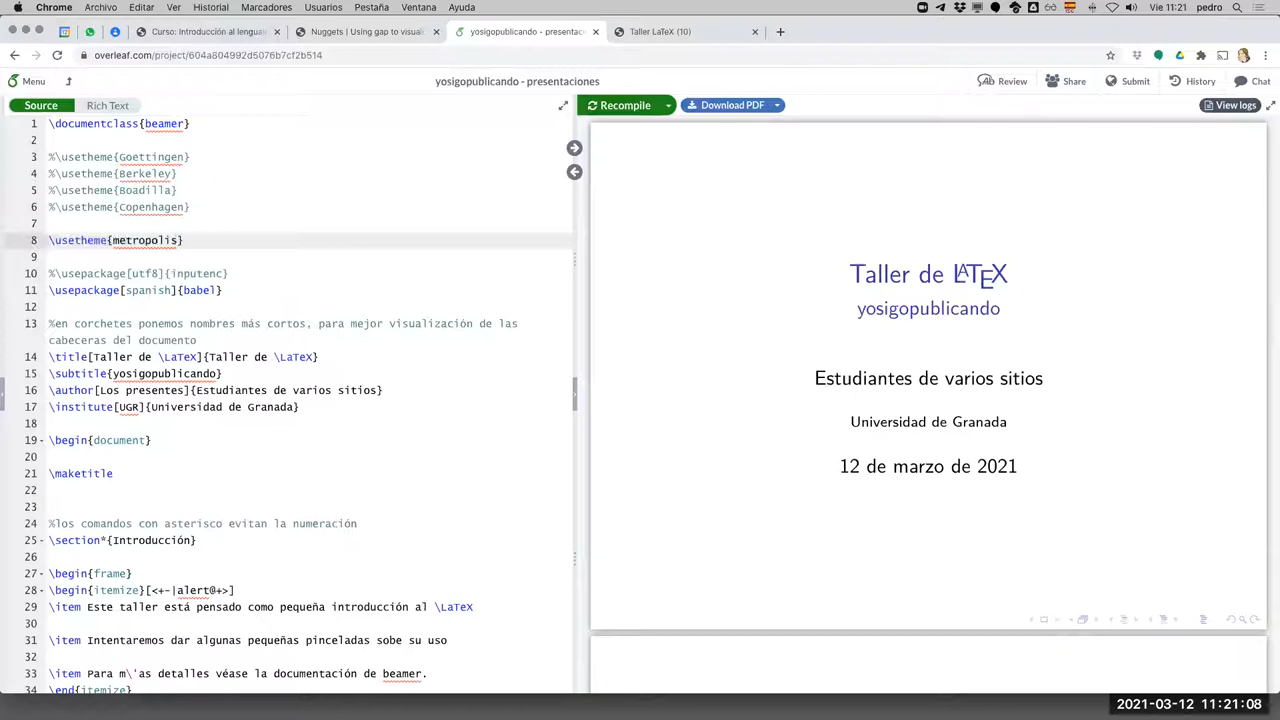 Chrome Archivo Editar Ver Historial Marcadores Usuarios Pestaña Ventana Ayuda Vie 11:21 pedro
Curso: Introducción al lenguaj
Nuggets | Using gap to visual
yosigopublicando - presentacio
Taller LaTeX (10)
overleaf.com/project/604a804992d5076b7cf2b514
Menu
yosigopublicando - presentaciones
Review Share Submit History Chat
Source Rich Text
Recompile Download PDF View logs
1 \documentclass{beamer}
2
3 %\usetheme{Goettingen}
4 %\usetheme{Berkeley}
5 %\usetheme{Boadilla}
6 %\usetheme{Copenhagen}
7
8 \usetheme{metropolis}
9
10 %\usepackage[utf8]{inputenc}
11 \usepackage[spanish]{babel}
12
13 %en corchetes ponemos nombres más cortos, para mejor visualización de las
cabeceras del documento
14 \title[Taller de \LaTeX]{Taller de \LaTeX}
15 \subtitle{yosigopublicando}
16 \author[Los presentes]{Estudiantes de varios sitios}
17 \institute[UGR]{Universidad de Granada}
18
19 \begin{document}
20
21 \maketitle
22
23
24 %los comandos con asterisco evitan la numeración
25 \section*{Introducción}
26
27 \begin{frame}
28 \begin{itemize}[<+-|alert@+>]
29 \item Este taller está pensado como pequeña introducción al \LaTeX
30
31 \item Intentaremos dar algunas pequeñas pinceladas sobe su uso
32
33 \item Para m\'as detalles véase la documentación de beamer.
34 \end{itemize}
Taller de LATEX
yosigopublicando
Estudiantes de varios sitios
Universidad de Granada
12 de marzo de 2021
2021-03-12 11:21:08